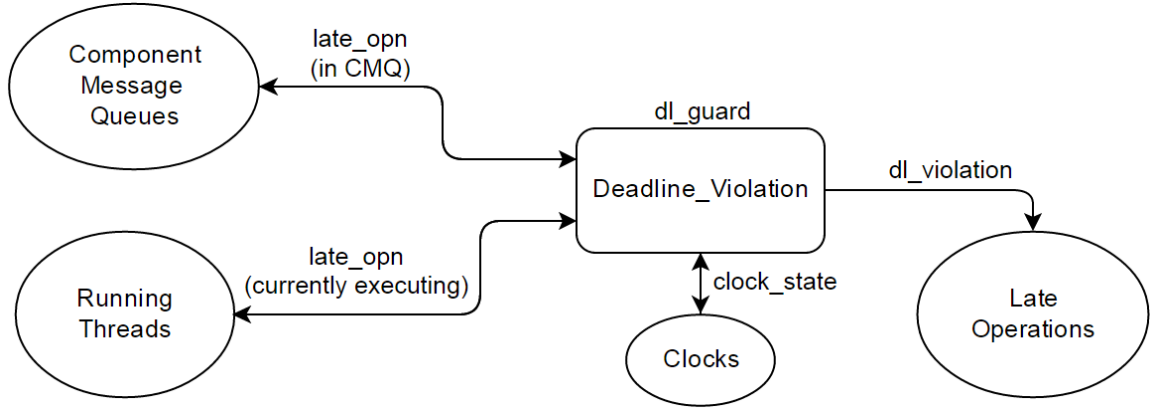 Component
Message
Queues
late_opn
(in CMQ)
dl_guard
Deadline_Violation
dl_violation
late_opn
(currently executing)
clock_state
Running
Threads
Clocks
Late
Operations